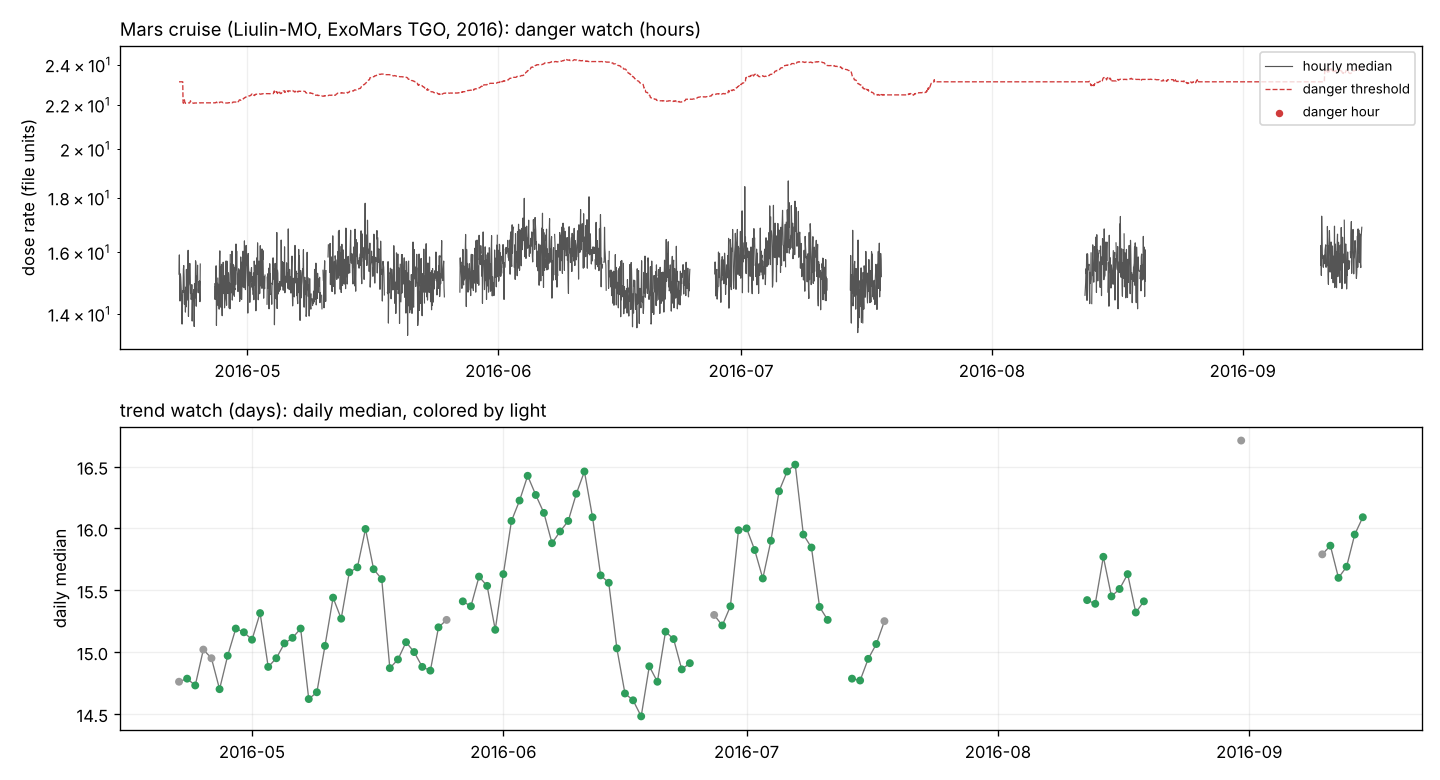 Mars cruise (Liulin-MO, ExoMars TGO, 2016): danger watch (hours)
dose rate (file units)
2.4 × 10¹
2.2 × 10¹
2 × 10¹
1.8 × 10¹
1.6 × 10¹
1.4 × 10¹
hourly median
danger threshold
danger hour
2016-05 2016-06 2016-07 2016-08 2016-09
trend watch (days): daily median, colored by light
daily median
16.5
16.0
15.5
15.0
14.5
2016-05 2016-06 2016-07 2016-08 2016-09